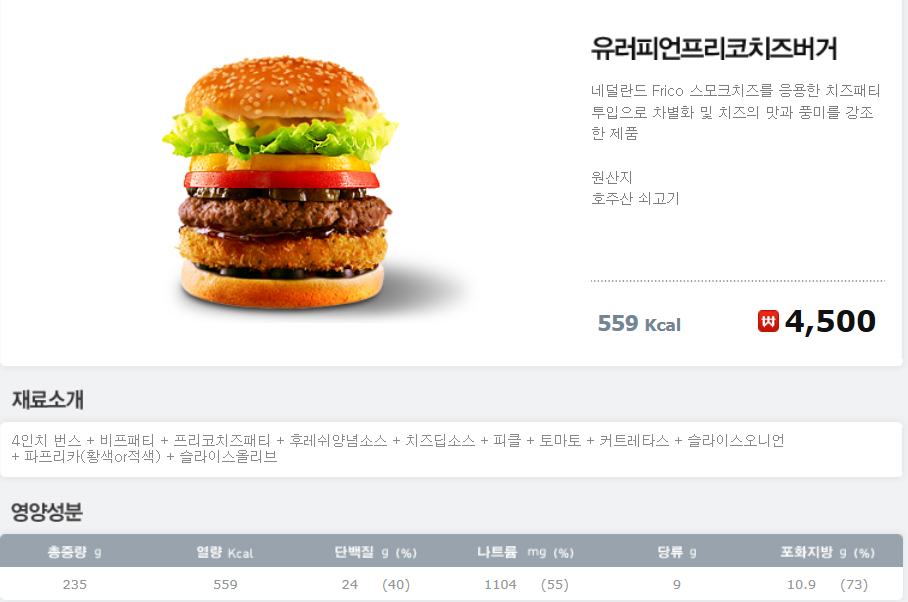 유러피언프리코치즈버거
네덜란드 Frico 스모크치즈를 응용한 치즈패티
투입으로 차별화 및 치즈의 맛과 풍미를 강조
한 제품
원산지
호주산 쇠고기
559 Kcal ₩ 4,500
재료소개
4인치 번스 + 비프패티 + 프리코치즈패티 + 후레쉬양념소스 + 치즈딥소스 + 피클 + 토마토 + 커트레타스 + 슬라이스오니언
+ 파프리카(황색or적색) + 슬라이스올리브
영양성분
총중량 g 열량 Kcal 단백질 g (%) 나트륨 mg (%) 당류 g 포화지방 g (%)
235 559 24 (40) 1104 (55) 9 10.9 (73)